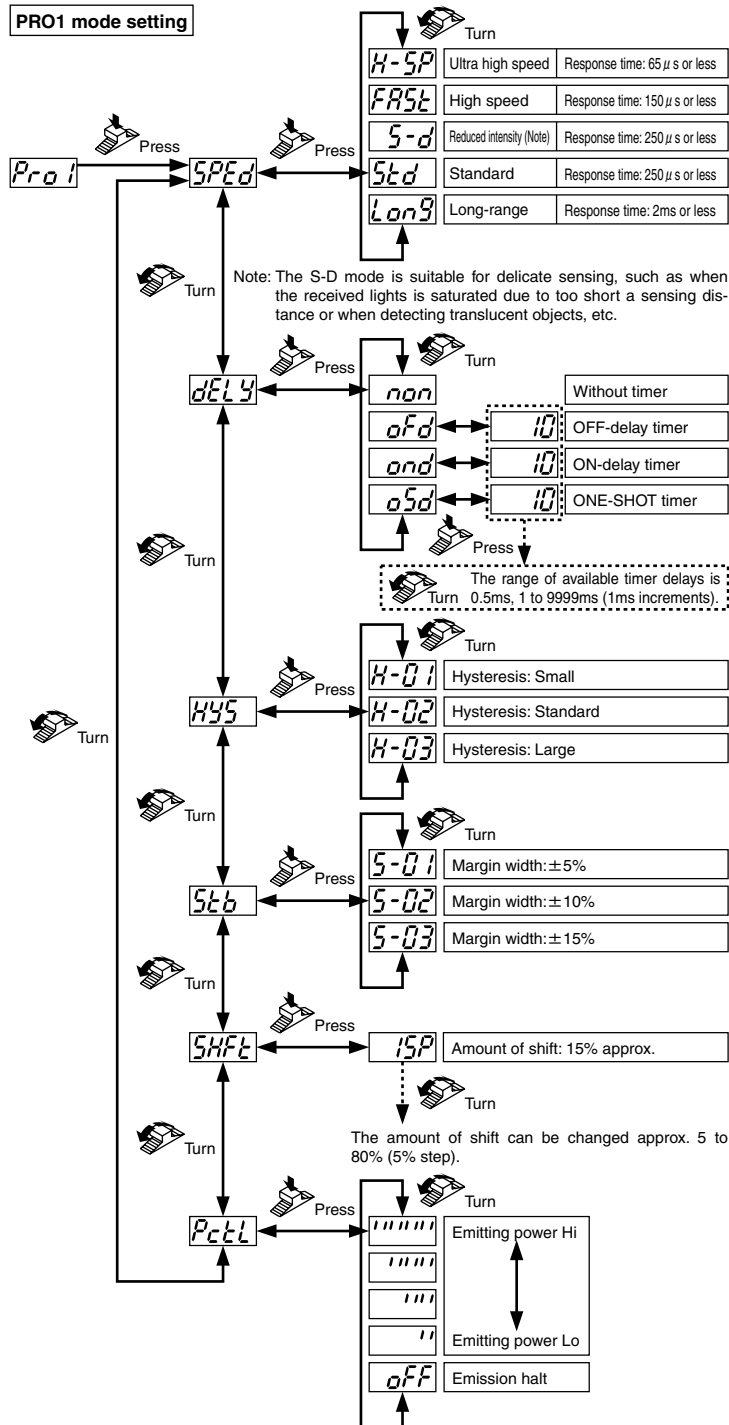 PRO1 mode setting
Turn
H-SP Ultra high speed Response time: 65 μ s or less
FASt High speed Response time: 150 μ s or less
Press Press
S-d Reduced intensity (Note) Response time: 250 μ s or less
Pro1 SPEd Std Standard Response time: 250 μ s or less
Long Long-range Response time: 2ms or less
Turn
Note: The S-D mode is suitable for delicate sensing, such as when
the received lights is saturated due to too short a sensing dis-
tance or when detecting translucent objects, etc.
Press Turn
dELY non Without timer
oFd 10 OFF-delay timer
ond 10 ON-delay timer
oSd 10 ONE-SHOT timer
Press
Turn
The range of available timer delays is
Turn 0.5ms, 1 to 9999ms (1ms increments).
Turn
H-01 Hysteresis: Small
Press
HYS H-02 Hysteresis: Standard
H-03 Hysteresis: Large
Turn
Turn
Turn
S-01 Margin width:±5%
Press
Stb S-02 Margin width:±10%
S-03 Margin width:±15%
Turn
Press
SHFt 15P Amount of shift: 15% approx.
Turn
The amount of shift can be changed approx. 5 to
80% (5% step).
Turn
Press Turn
PctL Emitting power Hi
Emitting power Lo
oFF Emission halt